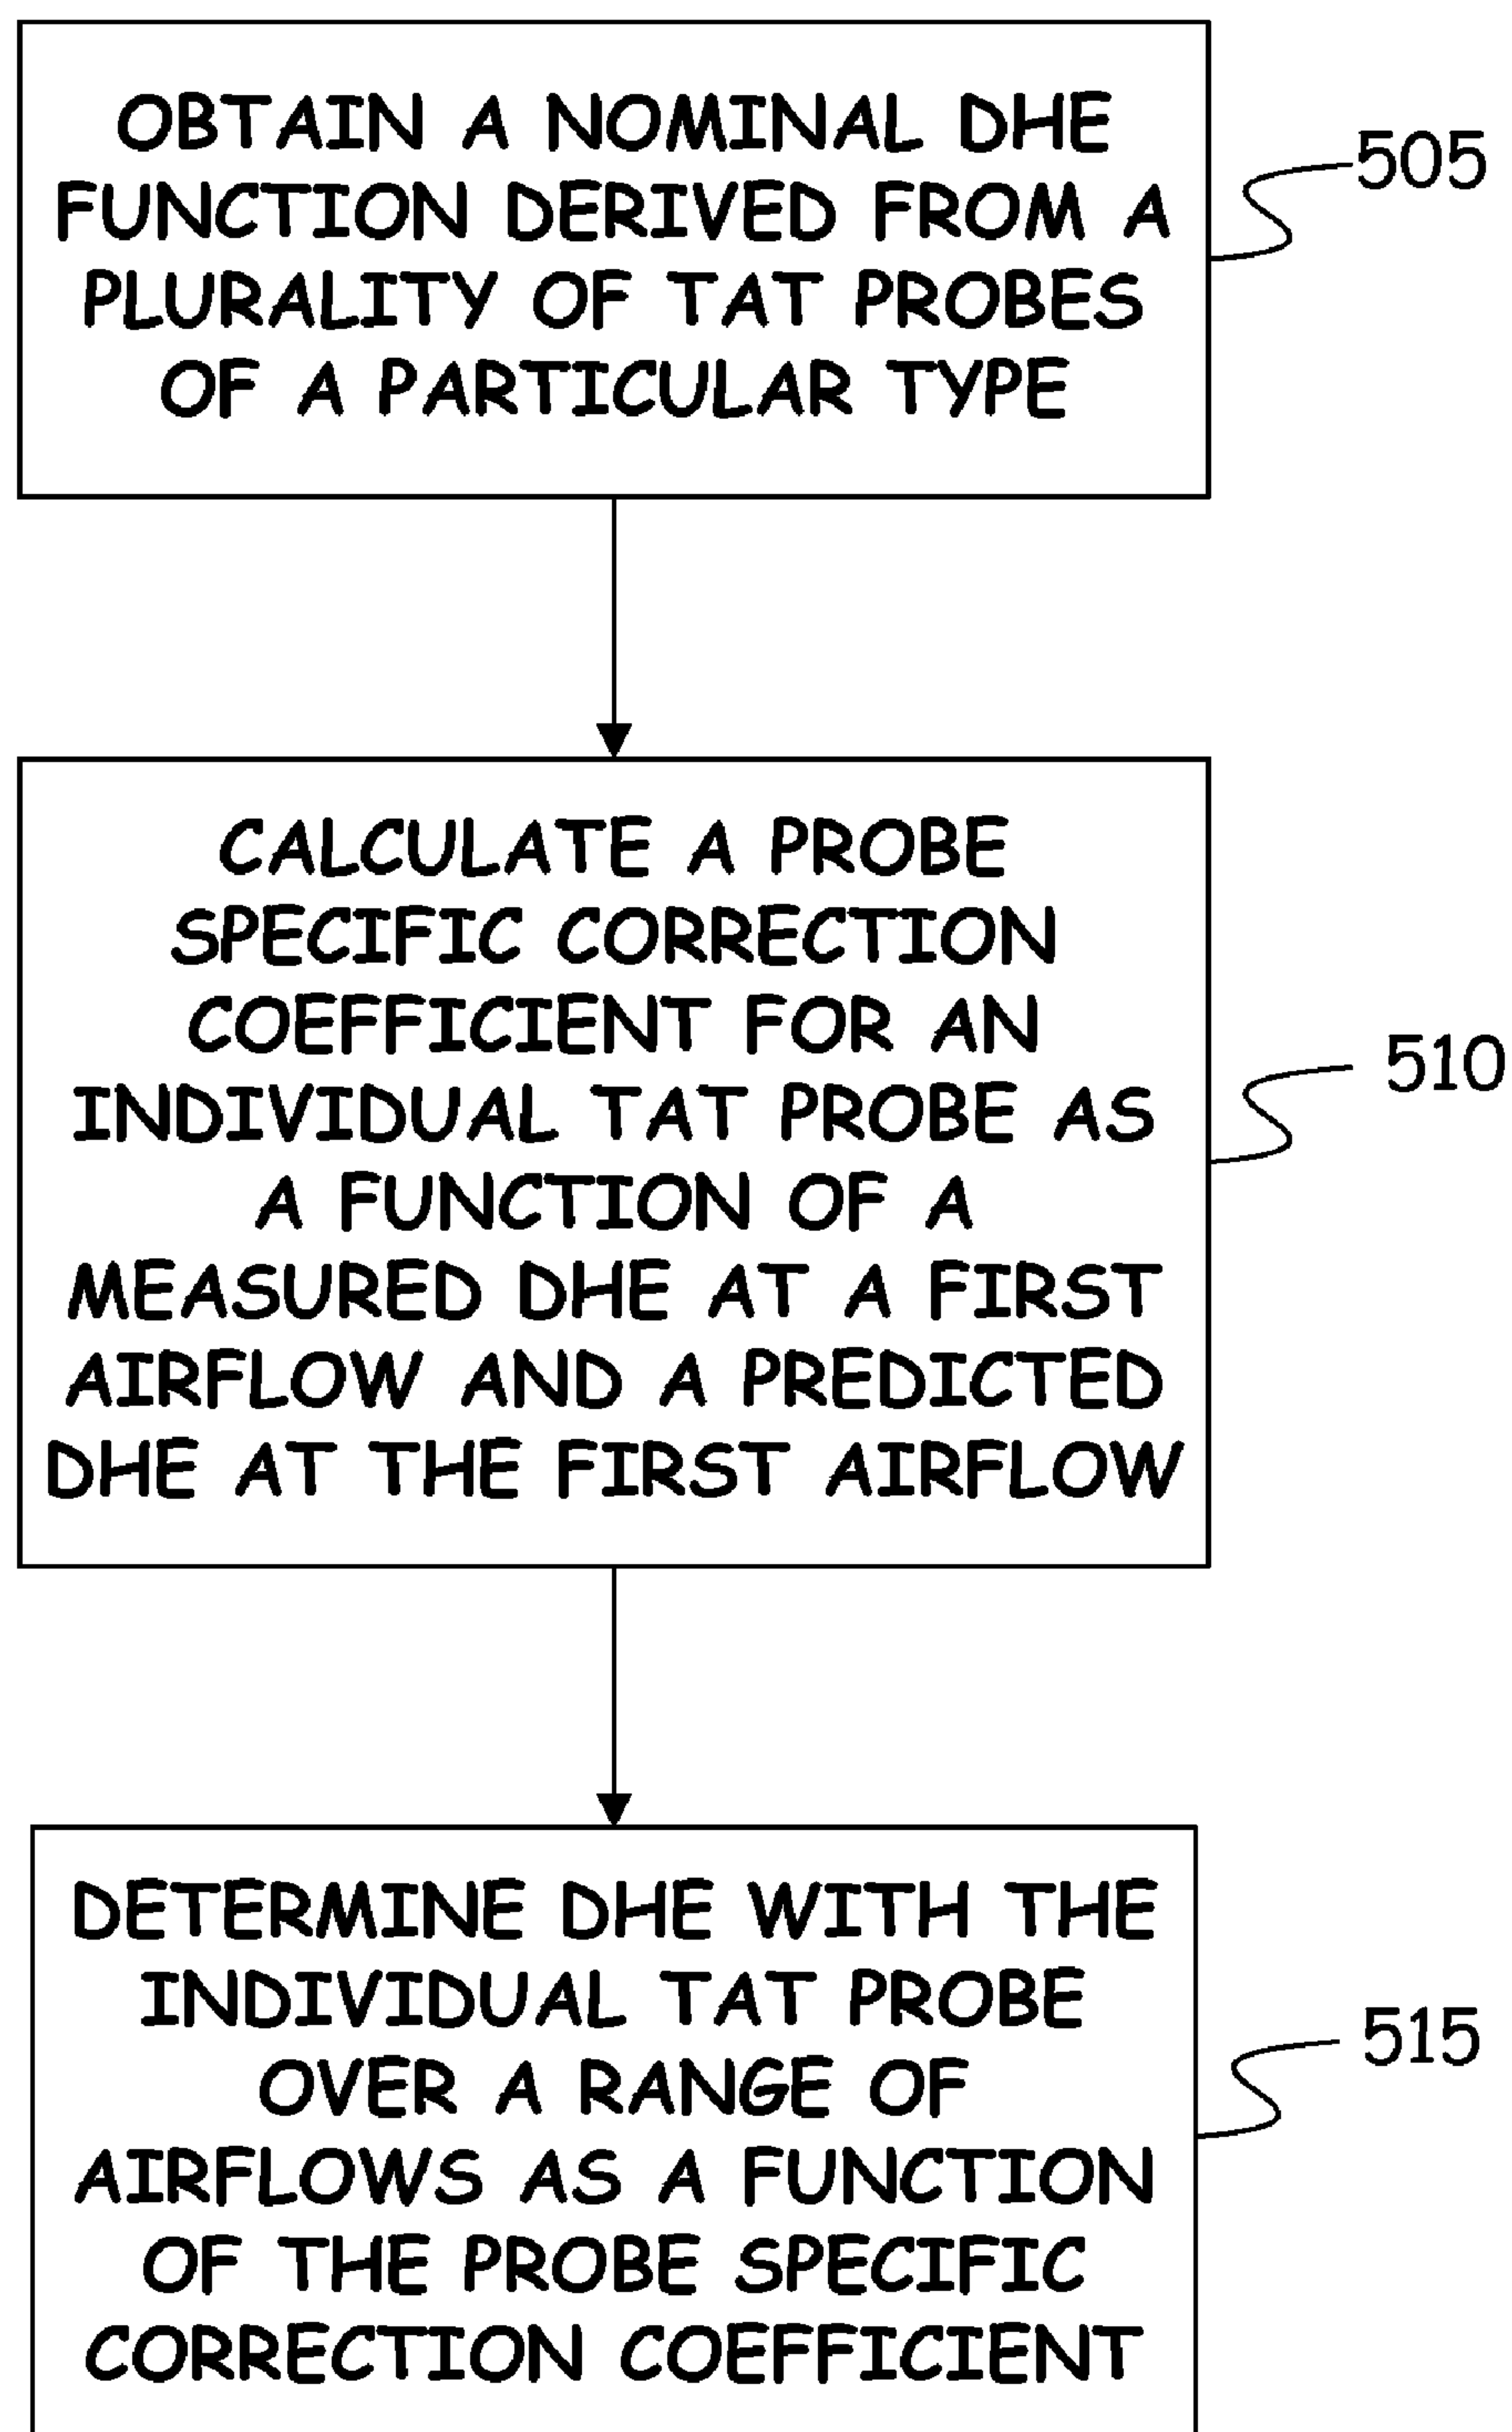 OBTAIN A NOMINAL DHE
FUNCTION DERIVED FROM A
PLURALITY OF TAT PROBES
OF A PARTICULAR TYPE
505
CALCULATE A PROBE
SPECIFIC CORRECTION
COEFFICIENT FOR AN
INDIVIDUAL TAT PROBE AS
A FUNCTION OF A
MEASURED DHE AT A FIRST
AIRFLOW AND A PREDICTED
DHE AT THE FIRST AIRFLOW
510
DETERMINE DHE WITH THE
INDIVIDUAL TAT PROBE
OVER A RANGE OF
AIRFLOWS AS A FUNCTION
OF THE PROBE SPECIFIC
CORRECTION COEFFICIENT
515